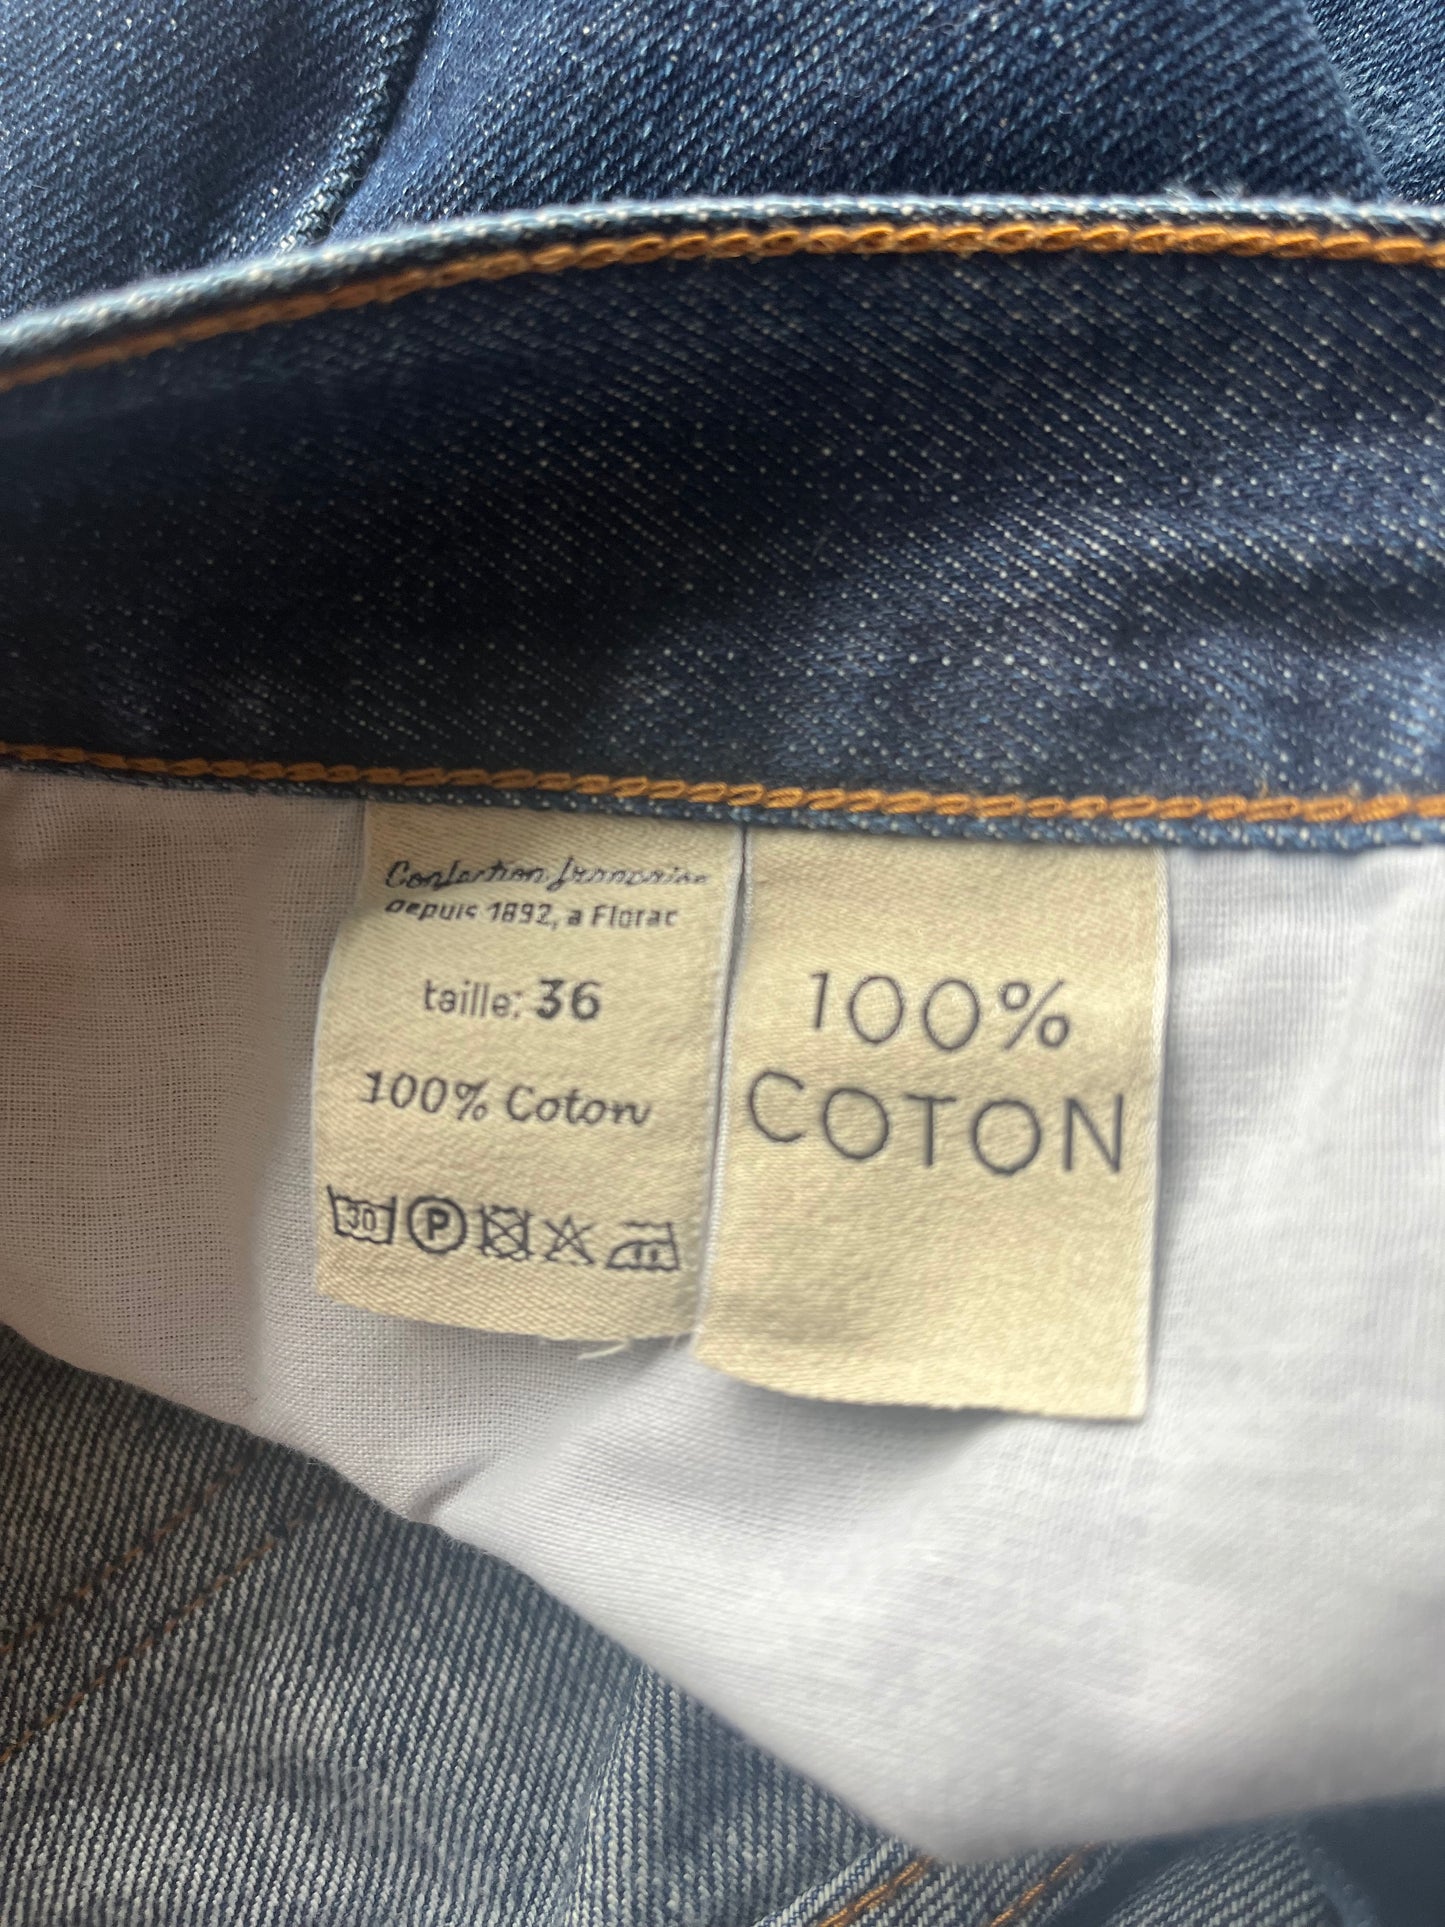 Confection française
Depuis 1892, à Florac
taille: 36
100% Coton
30 P
100%
COTON